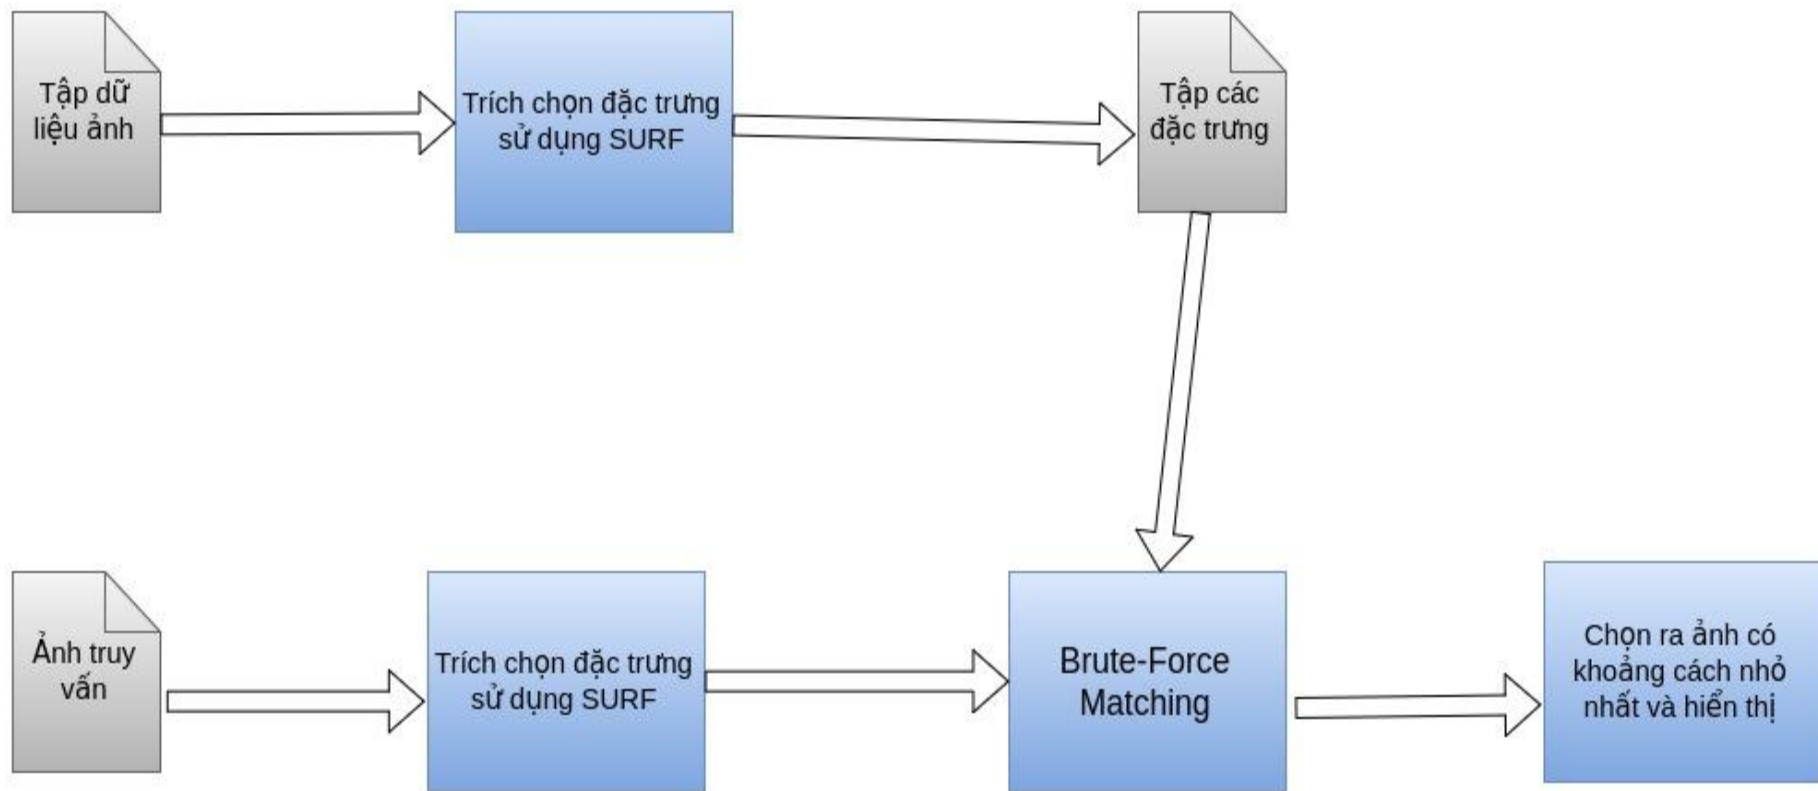 Tập dữ
liệu ảnh
Trích chọn đặc trưng
sử dụng SURF
Tập các
đặc trưng
Ảnh truy
vấn
Trích chọn đặc trưng
sử dụng SURF
Brute-Force
Matching
Chọn ra ảnh có
khoảng cách nhỏ
nhất và hiển thị